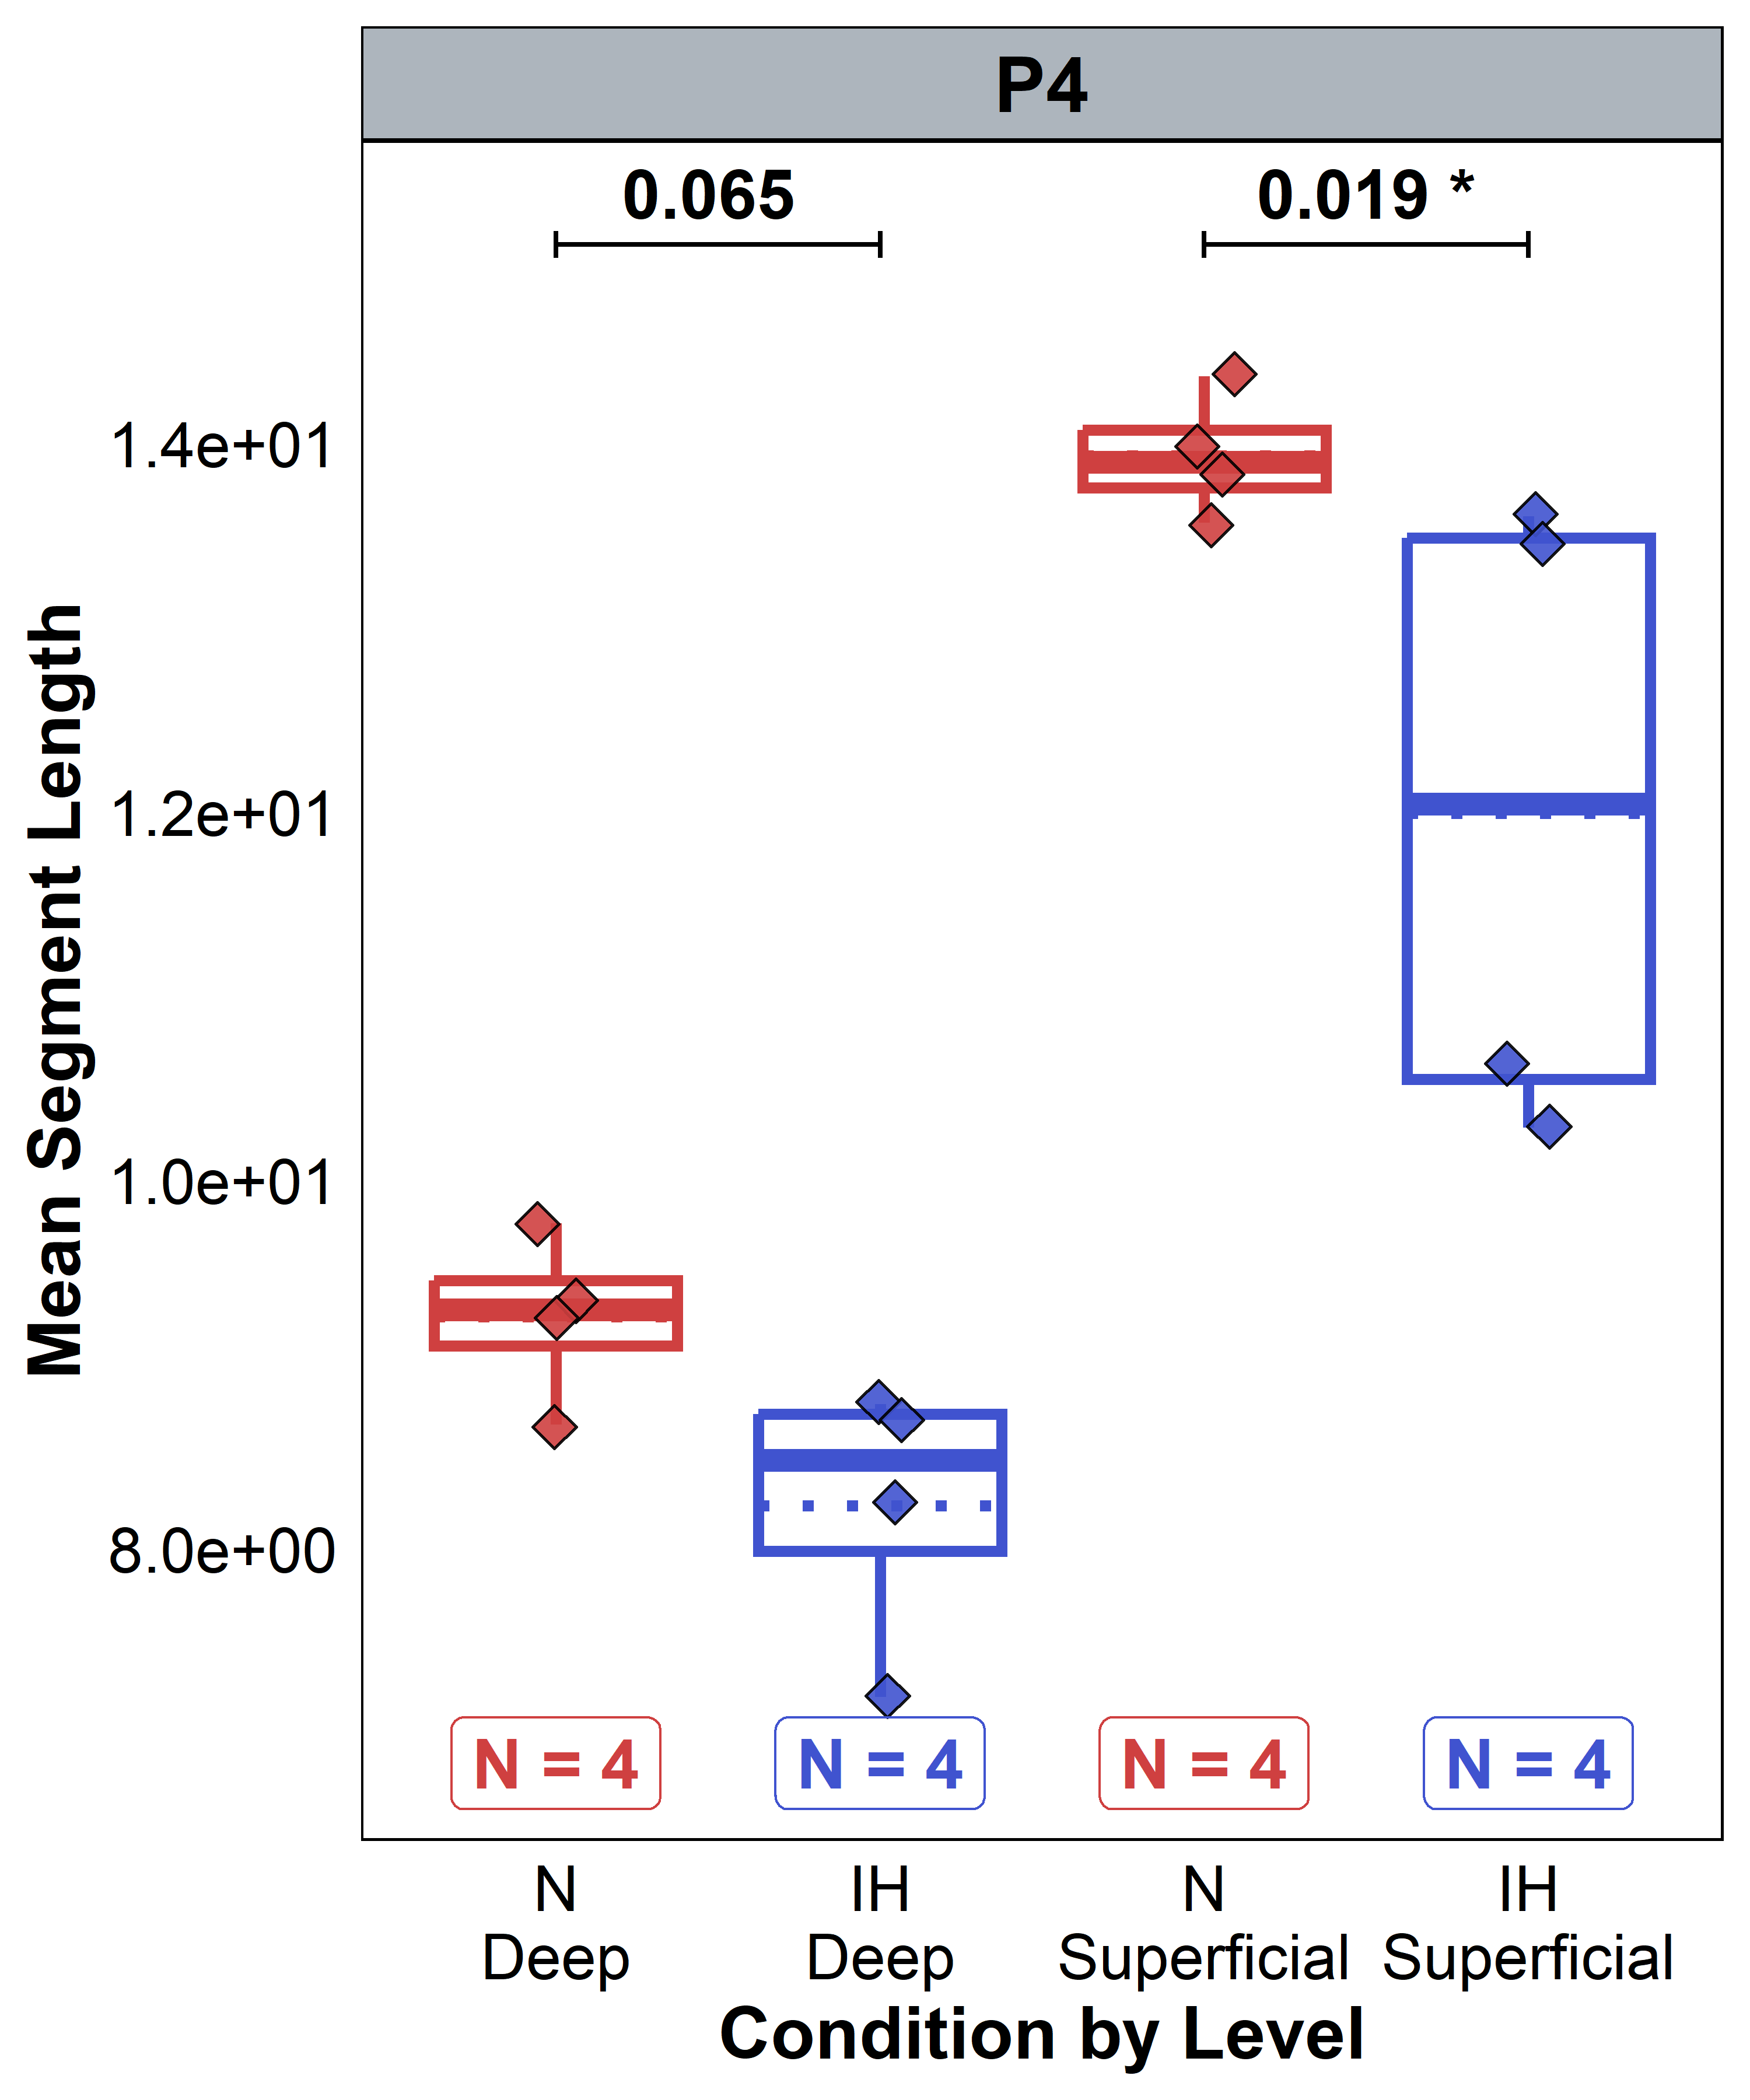 P4
0.065
0.019 *
Mean Segment Length
1.4e+01
1.2e+01
1.0e+01
8.0e+00
N = 4
N = 4
N = 4
N = 4
N
Deep
IH
Deep
N
Superficial
IH
Superficial
Condition by Level